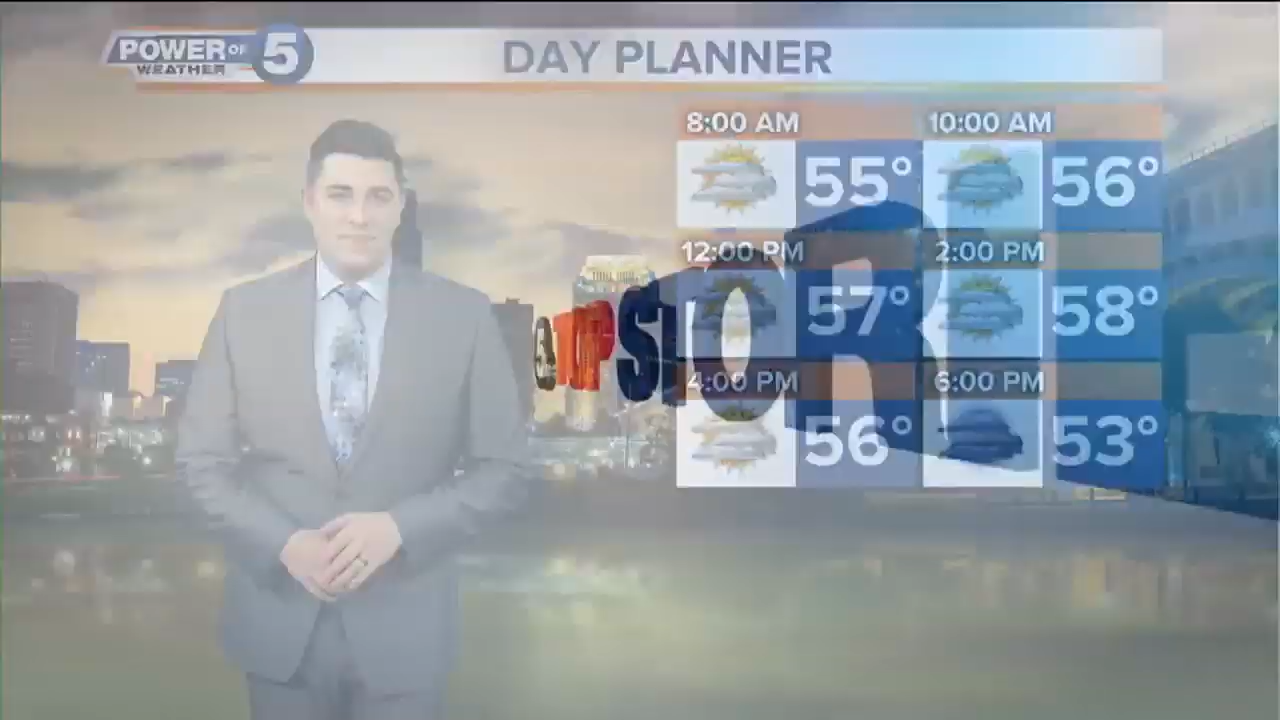 POWER OF 5
WEATHER
DAY PLANNER
8:00 AM
10:00 AM
55°
56°
12:00 PM
2:00 PM
57°
58°
4:00 PM
6:00 PM
56°
53°